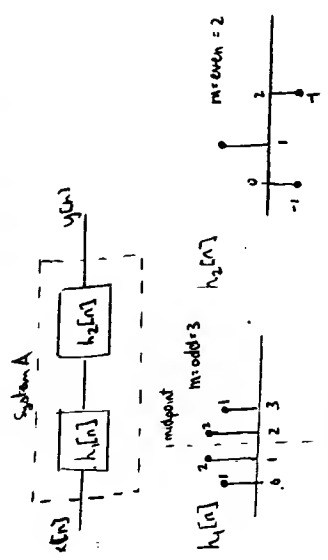 System A
x[n]
h₁[n]
h₂[n]
y[n]
midpoint
m=odd=3
h₁[n]
1
2
2
1
0
1
2
3
h₂[n]
m=even=2
0
1
2
-1
-1